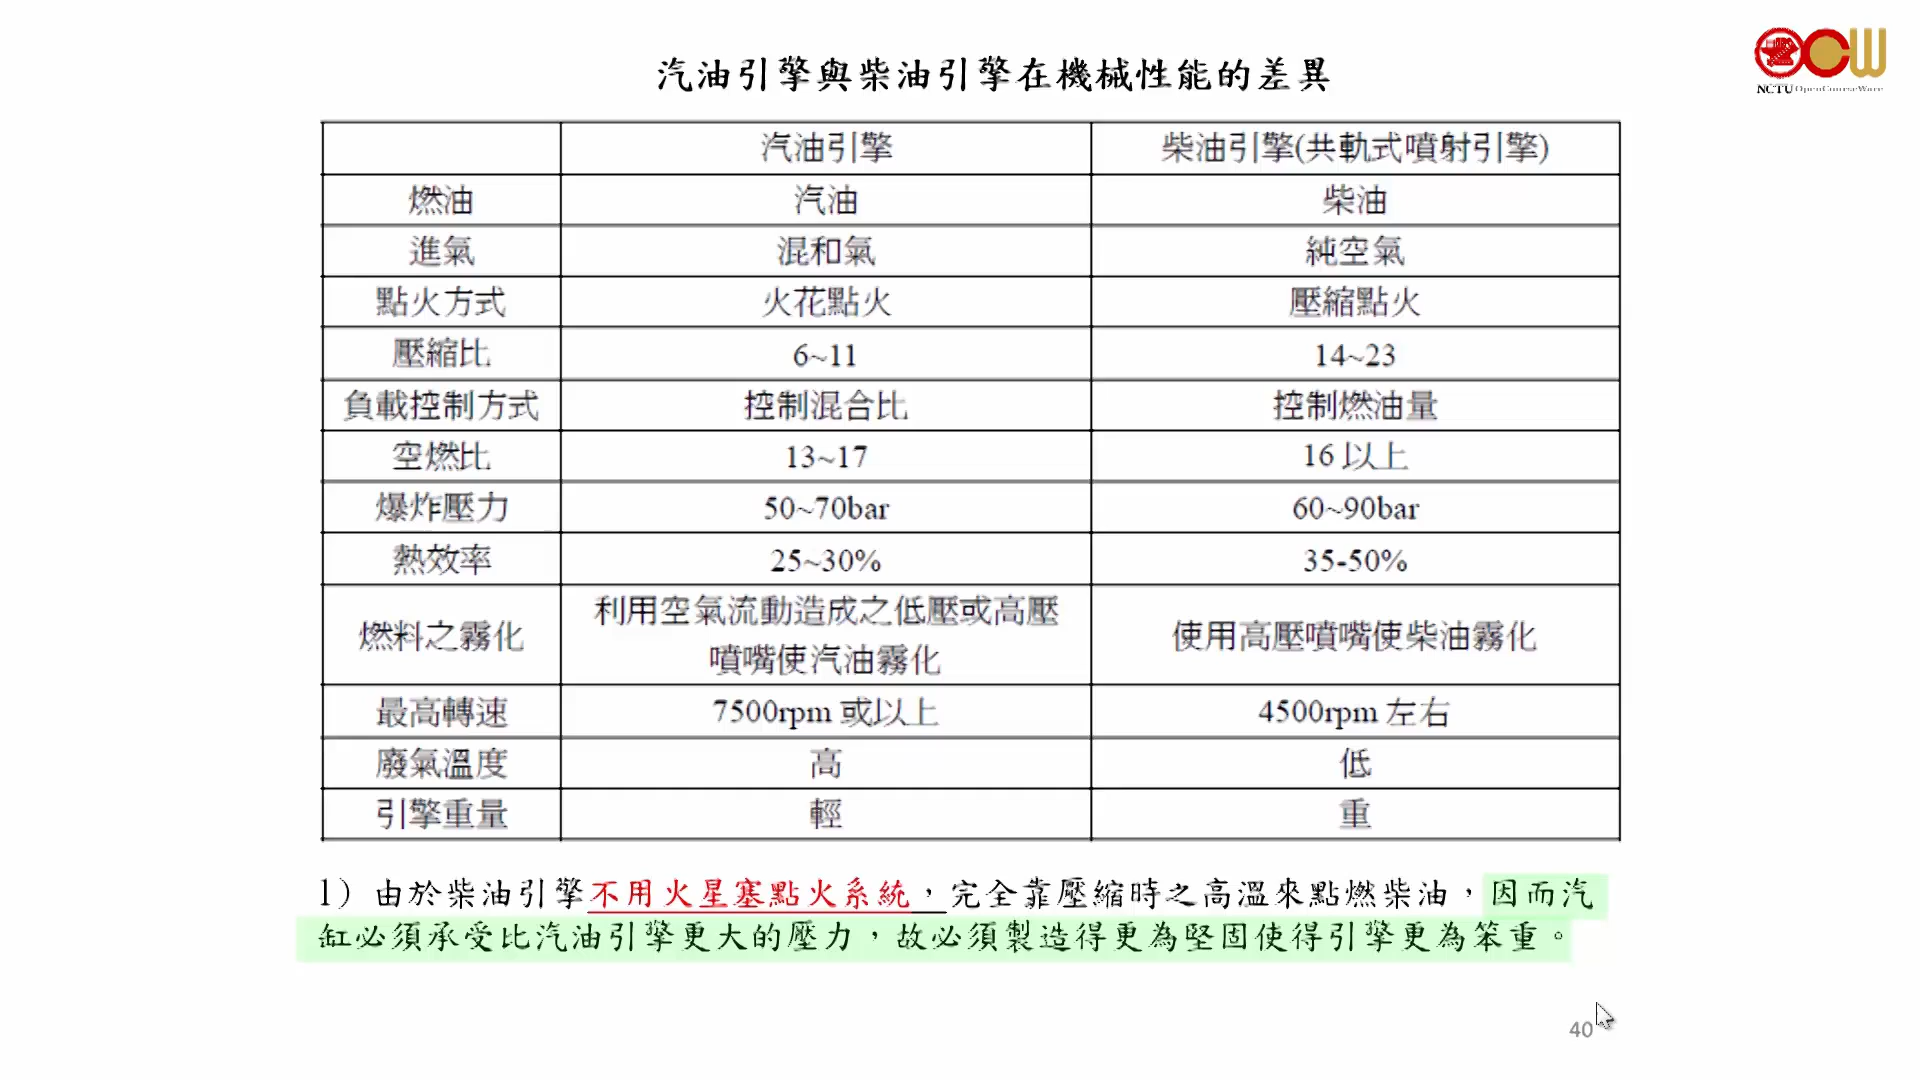 NCTU OpenCourseWare
汽油引擎與柴油引擎在機械性能的差異
汽油引擎 柴油引擎(共軌式噴射引擎)
燃油 汽油 柴油
進氣 混和氣 純空氣
點火方式 火花點火 壓縮點火
壓縮比 6~11 14~23
負載控制方式 控制混合比 控制燃油量
空燃比 13~17 16 以上
爆炸壓力 50~70bar 60~90bar
熱效率 25~30% 35-50%
燃料之霧化 利用空氣流動造成之低壓或高壓
噴嘴使汽油霧化 使用高壓噴嘴使柴油霧化
最高轉速 7500rpm 或以上 4500rpm 左右
廢氣溫度 高 低
引擎重量 輕 重
1) 由於柴油引擎不用火星塞點火系統，完全靠壓縮時之高溫來點燃柴油，因而汽
缸必須承受比汽油引擎更大的壓力，故必須製造得更為堅固使得引擎更為笨重。
40